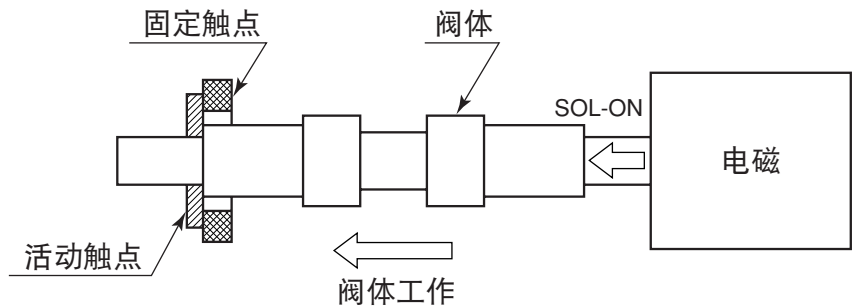 固定触点
阀体
SOL-ON
电磁
活动触点
阀体工作